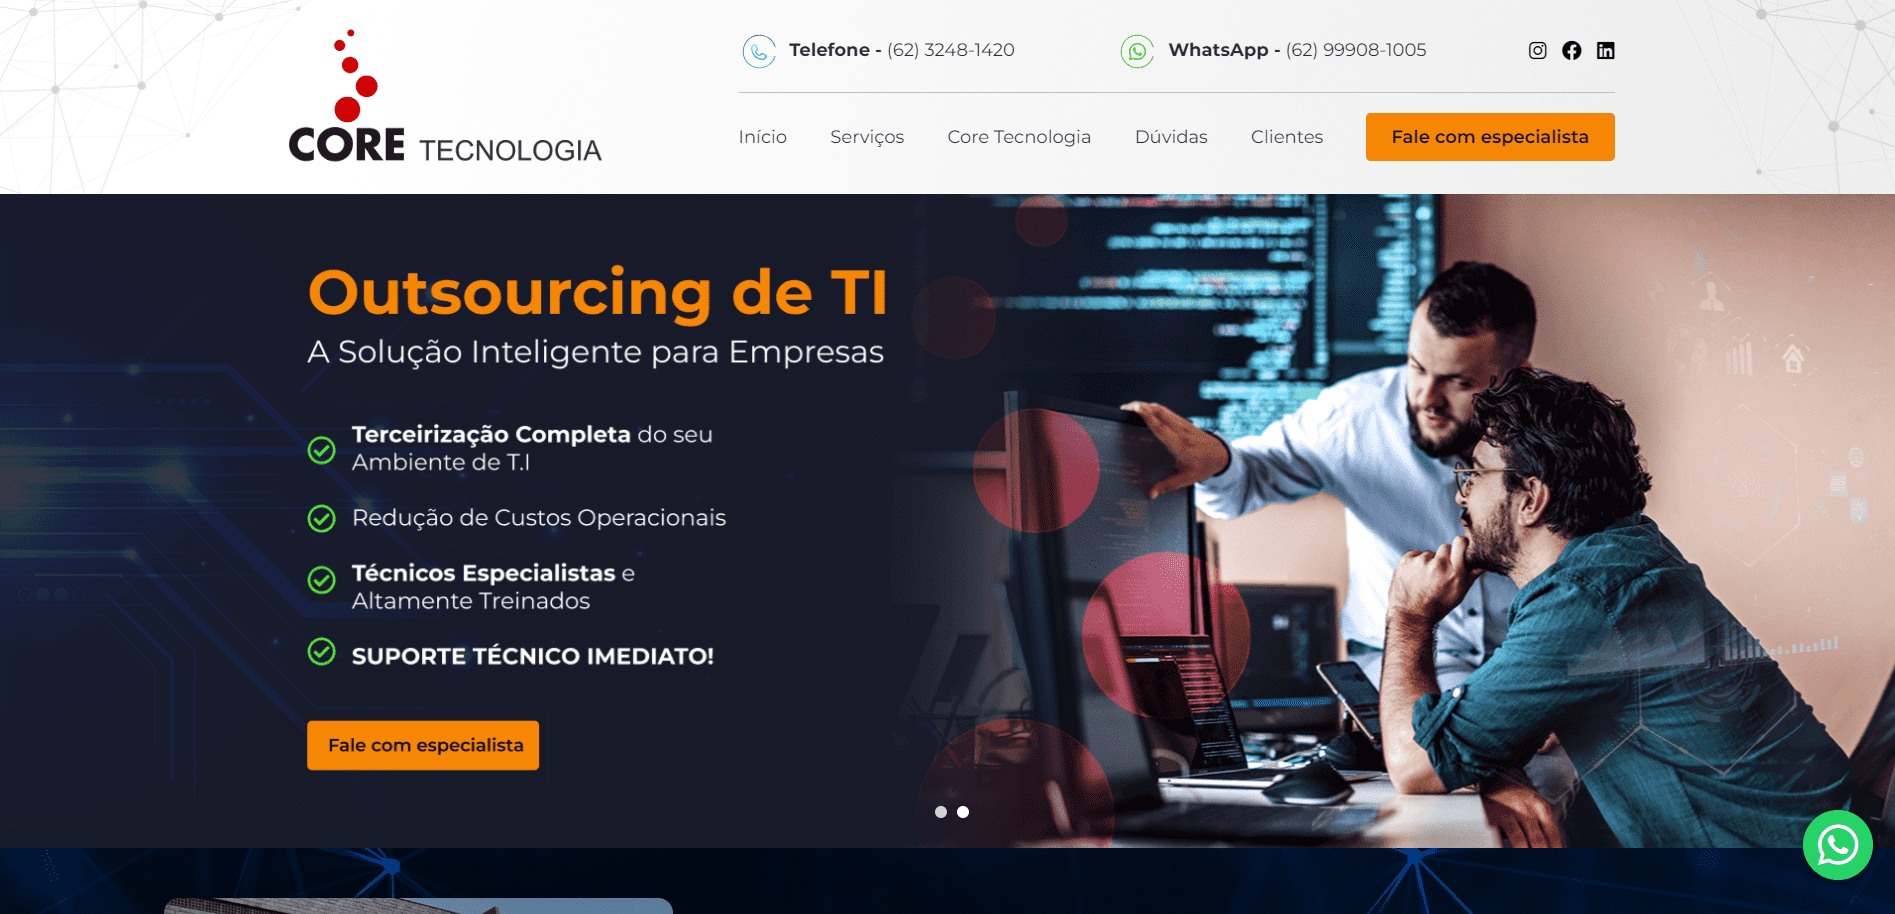 Telefone - (62) 3248-1420
WhatsApp - (62) 99908-1005
CORE TECNOLOGIA
Início
Serviços
Core Tecnologia
Dúvidas
Clientes
Fale com especialista
Outsourcing de TI
A Solução Inteligente para Empresas
Terceirização Completa do seu
Ambiente de T.I
Redução de Custos Operacionais
Técnicos Especialistas e
Altamente Treinados
SUPORTE TÉCNICO IMEDIATO!
Fale com especialista